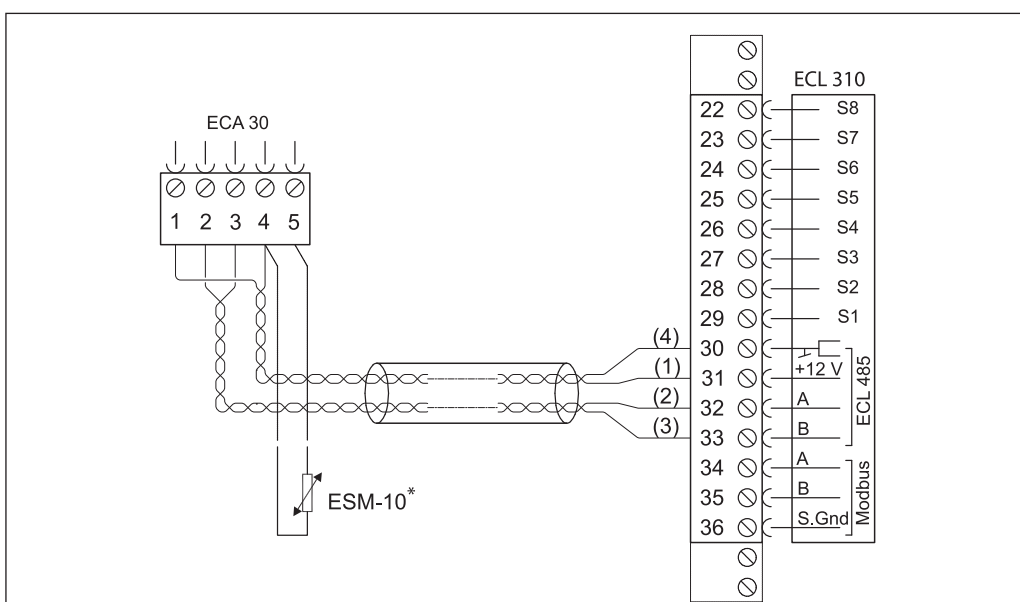 ECA 30
1 2 3 4 5
ESM-10*
(4)
(1)
(2)
(3)
ECL 310
22 S8
23 S7
24 S6
25 S5
26 S4
27 S3
28 S2
29 S1
30
31 +12 V
32 A
33 B
ECL 485
34 A
35 B
36 S.Gnd
Modbus